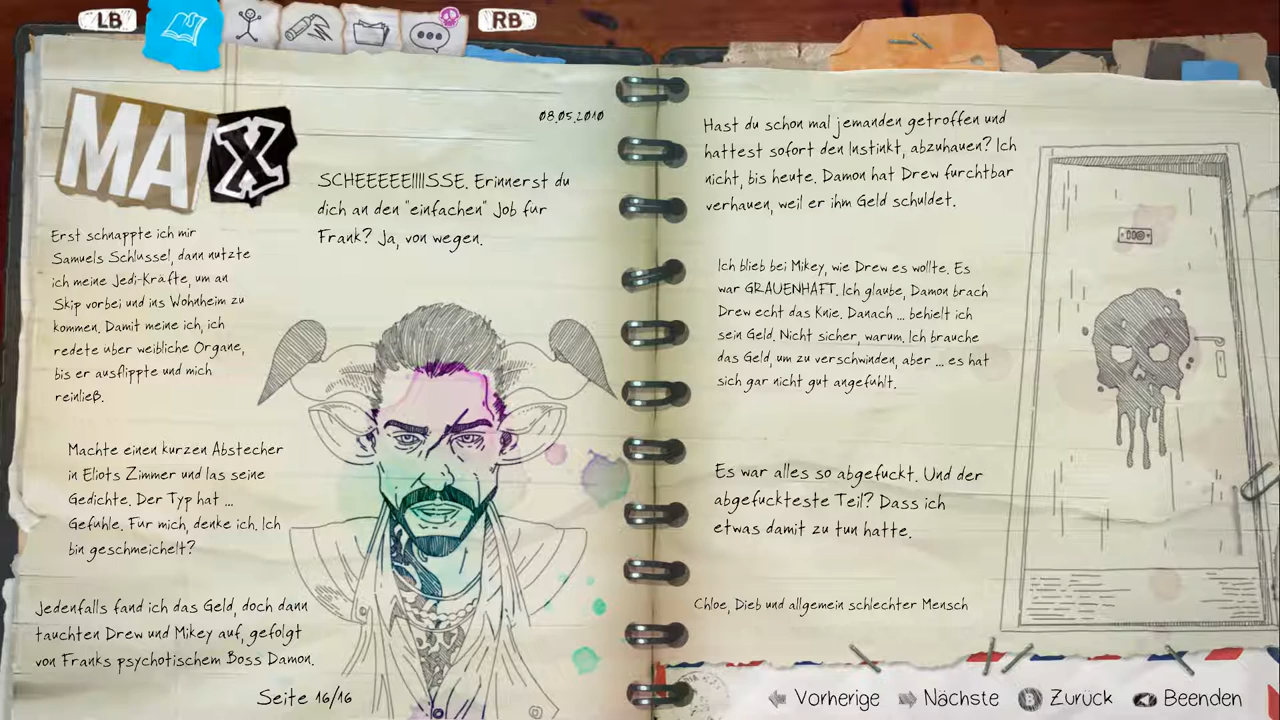 LB
RB
MAX
08.05.2010
SCHEEEEEIIIISSE. Erinnerst du
dich an den "einfachen" Job fur
Frank? Ja, von wegen.
Erst schnappte ich mir
Samuels Schlussel, dann nutzte
ich meine Jedi-Krafte, um an
Skip vorbei und ins Wohnheim zu
kommen. Damit meine ich, ich
redete uber weibliche Organe,
bis er ausflippte und mich
reinließ.
Machte einen kurzen Abstecher
in Eliots Zimmer und las seine
Gedichte. Der Typ hat ...
Gefuhle. Fur mich, denke ich. Ich
bin geschmeichelt?
Jedenfalls fand ich das Geld, doch dann
tauchten Drew und Mikey auf, gefolgt
von Franks psychotischem Boss Damon.
Seite 16/16
Hast du schon mal jemanden getroffen und
hattest sofort den Instinkt, abzuhauen? Ich
nicht, bis heute. Damon hat Drew furchtbar
verhauen, weil er ihm Geld schuldet.
Ich blieb bei Mikey, wie Drew es wollte. Es
war GRAUENHAFT. Ich glaube, Damon brach
Drew echt das Knie. Danach ... behielt ich
sein Geld. Nicht sicher, warum. Ich brauche
das Geld, um zu verschwinden, aber ... es hat
sich gar nicht gut angefuhlt.
Es war alles so abgefuckt. Und der
abgefuckteste Teil? Dass ich
etwas damit zu tun hatte.
Chloe, Dieb und allgemein schlechter Mensch
Vorherige
Nächste
B Zurück
Beenden